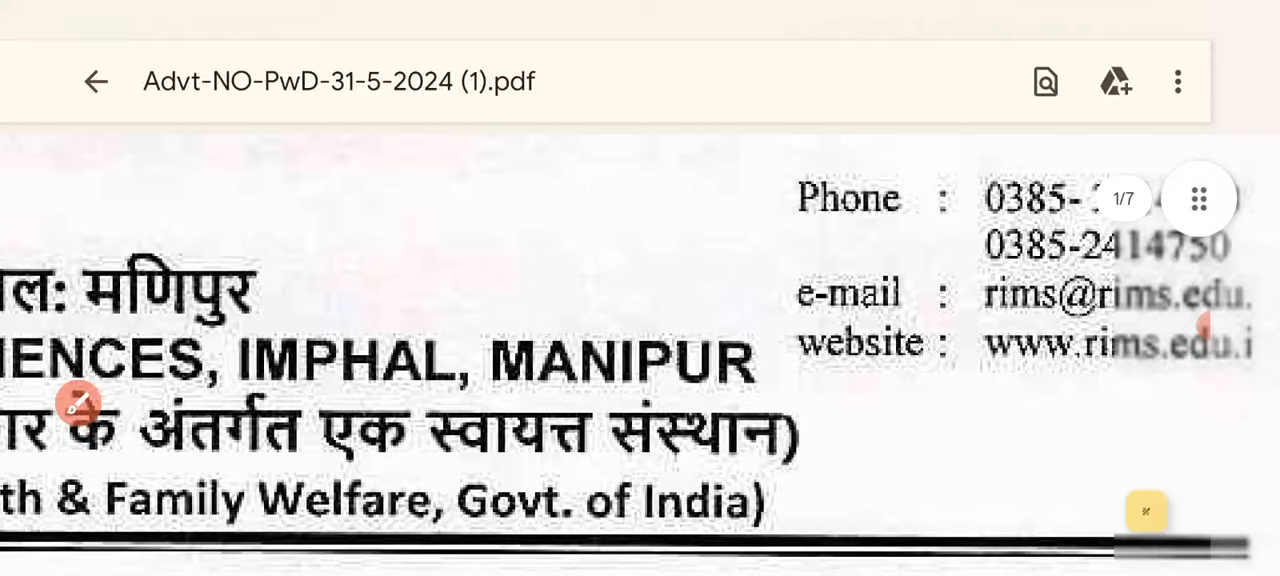 Advt-NO-PwD-31-5-2024 (1).pdf
1/7
Phone : 0385-
0385-2414750
ल: मणिपुर
e-mail : rims@rims.edu.
IENCES, IMPHAL, MANIPUR
website : www.rims.edu.i
ार के अंतर्गत एक स्वायत्त संस्थान)
th & Family Welfare, Govt. of India)